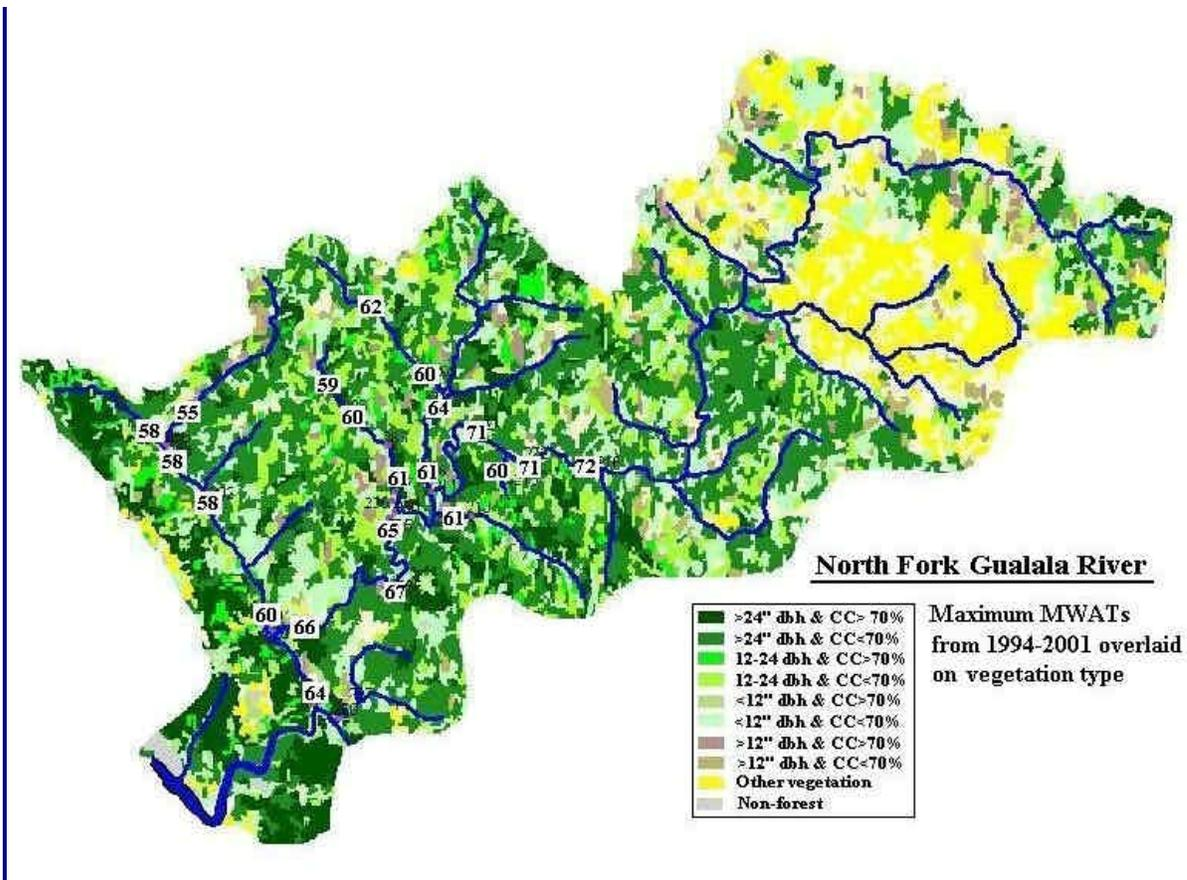 62
60
59
64
55
60
58
71
58
61
61
60
71
72
58
61
65
67
60
66
64
North Fork Gualala River
Maximum MWATs
from 1994-2001 overlaid
on vegetation type
>24" dbh & CC> 70%
>24" dbh & CC<70%
12-24 dbh & CC>70%
12-24 dbh & CC<70%
<12" dbh & CC>70%
<12" dbh & CC<70%
>12" dbh & CC>70%
>12" dbh & CC<70%
Other vegetation
Non-forest